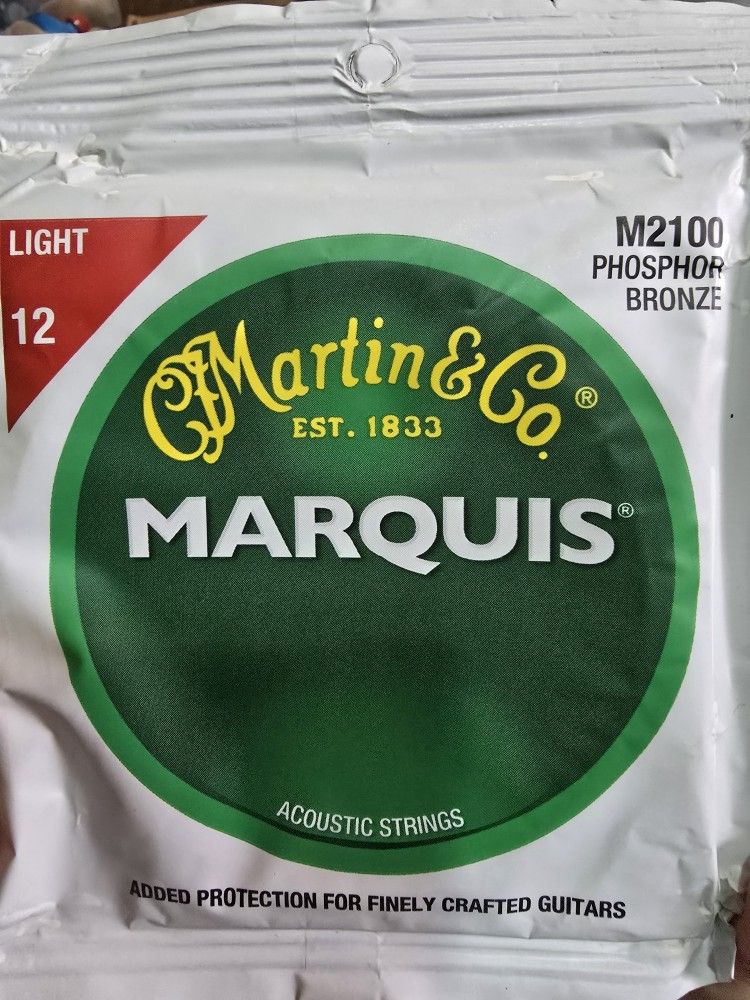 LIGHT
12
M2100
PHOSPHOR
BRONZE
CFMartin & Co.®
EST. 1833
MARQUIS®
ACOUSTIC STRINGS
ADDED PROTECTION FOR FINELY CRAFTED GUITARS